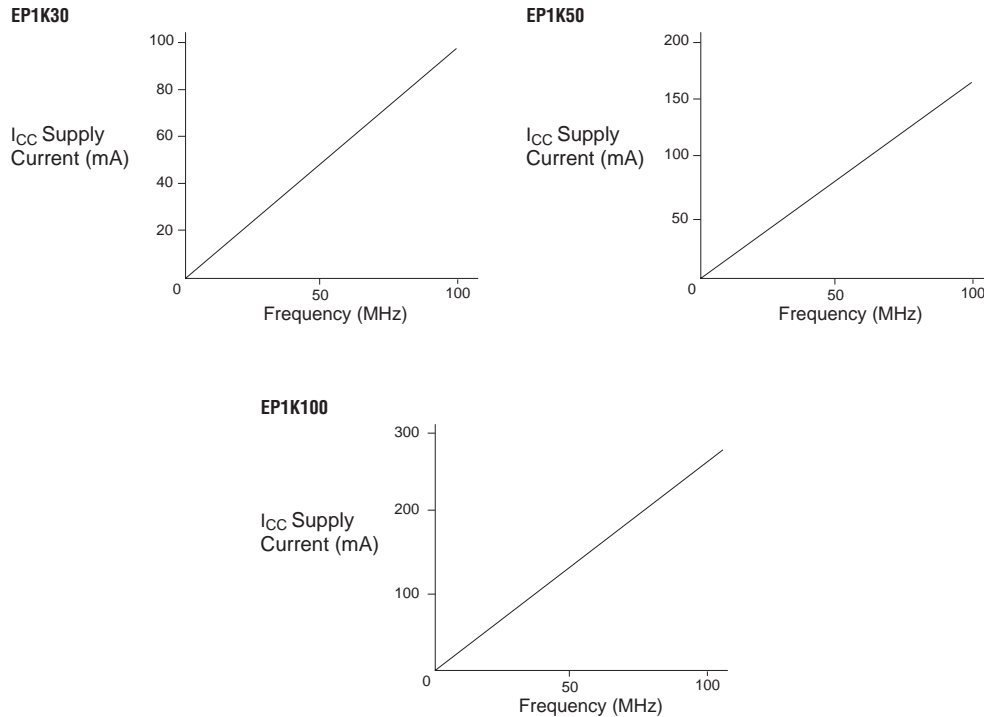 EP1K30
100
80
60
40
20
0
50
100
I_CC Supply
Current (mA)
Frequency (MHz)
EP1K50
200
150
100
50
0
50
100
I_CC Supply
Current (mA)
Frequency (MHz)
EP1K100
300
200
100
0
50
100
I_CC Supply
Current (mA)
Frequency (MHz)